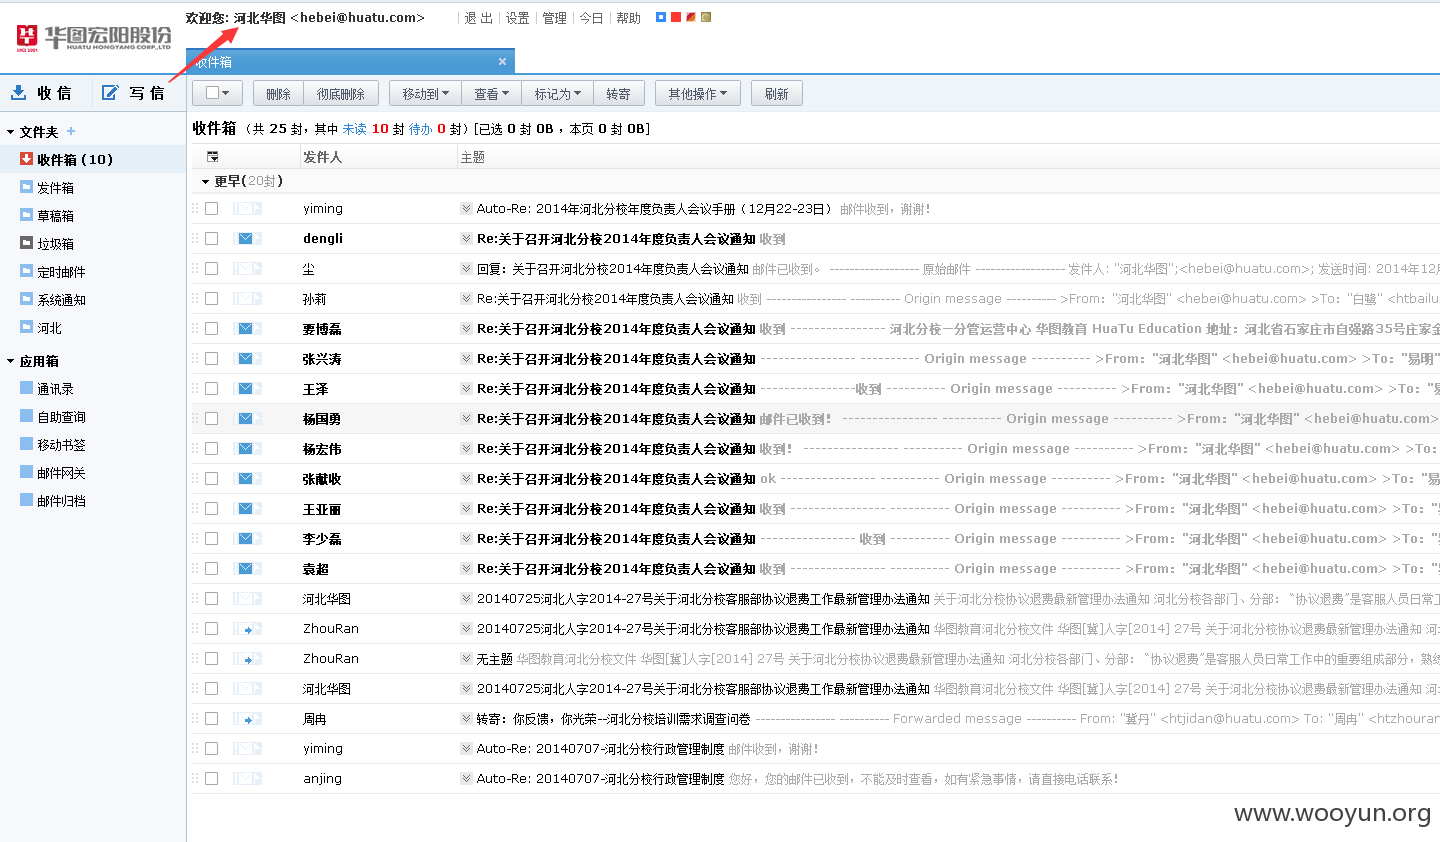 欢迎您: 河北华图 <hebei@huatu.com> 退 出 设置 管理 今日 帮助
华图宏阳股份
HUATU HONGYANG CORP.,LTD
SINCE 2001
收件箱 ×
收 信 写 信
删除 彻底删除 移动到 查看 标记为 转寄 其他操作 刷新
文件夹 +
收件箱 (10)
发件箱
草稿箱
垃圾箱
定时邮件
系统通知
河北
应用箱
通讯录
自助查询
移动书签
邮件网关
邮件归档
收件箱 (共 25 封, 其中 未读 10 封 待办 0 封) [已选 0 封 0B , 本页 0 封 0B]
发件人 主题
更早(20封)
yiming Auto-Re: 2014年河北分校年度负责人会议手册（12月22-23日） 邮件收到，谢谢！
dengli Re:关于召开河北分校2014年度负责人会议通知 收到
尘 回复：关于召开河北分校2014年度负责人会议通知 邮件已收到。 ------------------ 原始邮件 ------------------ 发件人: "河北华图";<hebei@huatu.com>; 发送时间: 2014年12月
孙莉 Re:关于召开河北分校2014年度负责人会议通知 收到 ---------------- ---------- Origin message ---------- >From："河北华图" <hebei@huatu.com> >To："白鹭" <htbailu
要博磊 Re:关于召开河北分校2014年度负责人会议通知 收到 ---------------- 河北分校一分管运营中心 华图教育 HuaTu Education 地址：河北省石家庄市自强路35号庄家金
张兴涛 Re:关于召开河北分校2014年度负责人会议通知 ---------------- ---------- Origin message ---------- >From："河北华图" <hebei@huatu.com> >To："易明"
王泽 Re:关于召开河北分校2014年度负责人会议通知 ----------------收到 ---------- Origin message ---------- >From："河北华图" <hebei@huatu.com> >To："易
杨国勇 Re:关于召开河北分校2014年度负责人会议通知 邮件已收到！ ---------------- ---------- Origin message ---------- >From："河北华图" <hebei@huatu.com>
杨宏伟 Re:关于召开河北分校2014年度负责人会议通知 收到！ ---------------- ---------- Origin message ---------- >From："河北华图" <hebei@huatu.com> >To：
张献收 Re:关于召开河北分校2014年度负责人会议通知 ok ---------------- ---------- Origin message ---------- >From："河北华图" <hebei@huatu.com> >To："易
王亚丽 Re:关于召开河北分校2014年度负责人会议通知 收到 ---------------- ---------- Origin message ---------- >From："河北华图" <hebei@huatu.com> >To："易
李少磊 Re:关于召开河北分校2014年度负责人会议通知 ---------------- 收到 ---------- Origin message ---------- >From："河北华图" <hebei@huatu.com> >To："易
袁超 Re:关于召开河北分校2014年度负责人会议通知 收到 ---------------- ---------- Origin message ---------- >From："河北华图" <hebei@huatu.com> >To："易
河北华图 20140725河北人字2014-27号关于河北分校客服部协议退费工作最新管理办法通知 关于河北分校协议退费最新管理办法通知 河北分校各部门、分部："协议退费"是客服人员日常工
ZhouRan 20140725河北人字2014-27号关于河北分校客服部协议退费工作最新管理办法通知 华图教育河北分校文件 华图[冀]人字[2014] 27号 关于河北分校协议退费最新管理办法通知 河北
ZhouRan 无主题 华图教育河北分校文件 华图[冀]人字[2014] 27号 关于河北分校协议退费最新管理办法通知 河北分校各部门、分部："协议退费"是客服人员日常工作中的重要组成部分，熟练
河北华图 20140725河北人字2014-27号关于河北分校客服部协议退费工作最新管理办法通知 华图教育河北分校文件 华图[冀]人字[2014] 27号 关于河北分校协议退费最新管理办法通知 河北
周冉 转寄：你反馈，你光荣--河北分校培训需求调查问卷 ---------------- ---------- Forwarded message ---------- From: "冀丹" <htjidan@huatu.com> To: "周冉" <htzhouran
yiming Auto-Re: 20140707-河北分校行政管理制度 邮件收到，谢谢！
anjing Auto-Re: 20140707-河北分校行政管理制度 您好，您的邮件已收到，不能及时查看，如有紧急事情，请直接电话联系！
www.wooyun.org